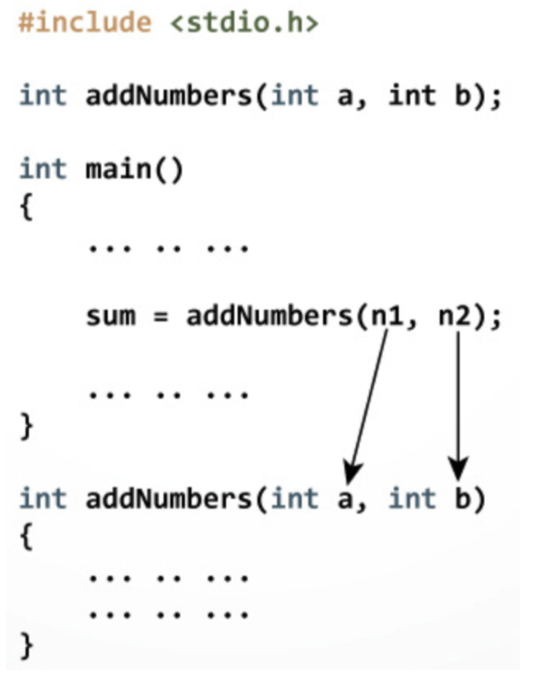 #include <stdio.h>
int addNumbers(int a, int b);
int main()
{
... .. ...
sum = addNumbers(n1, n2);
... .. ...
}
int addNumbers(int a, int b)
{
... .. ...
... .. ...
}